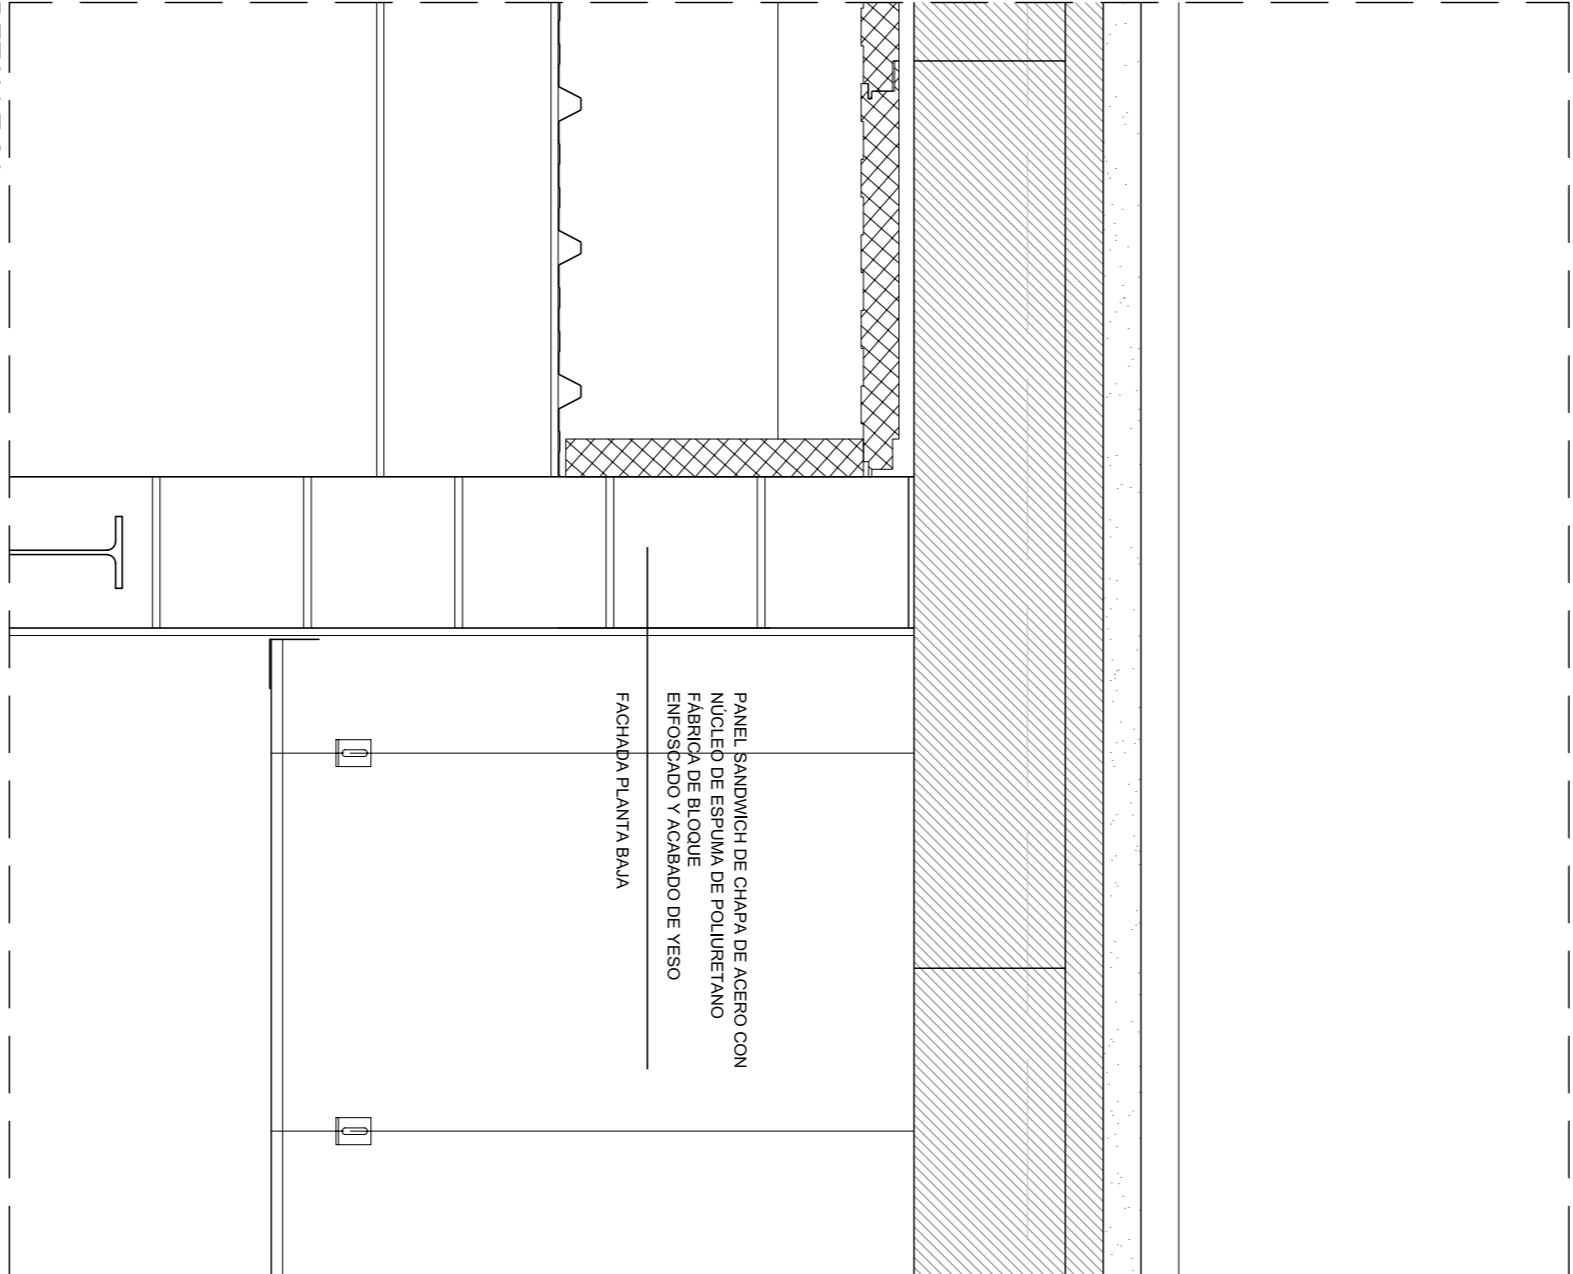 PANEL SANDWICH DE CHAPA DE ACERO CON
NÚCLEO DE ESPUMA DE POLIURETANO
FÁBRICA DE BLOQUE
ENFOSCADO Y ACABADO DE YESO
FACHADA PLANTA BAJA